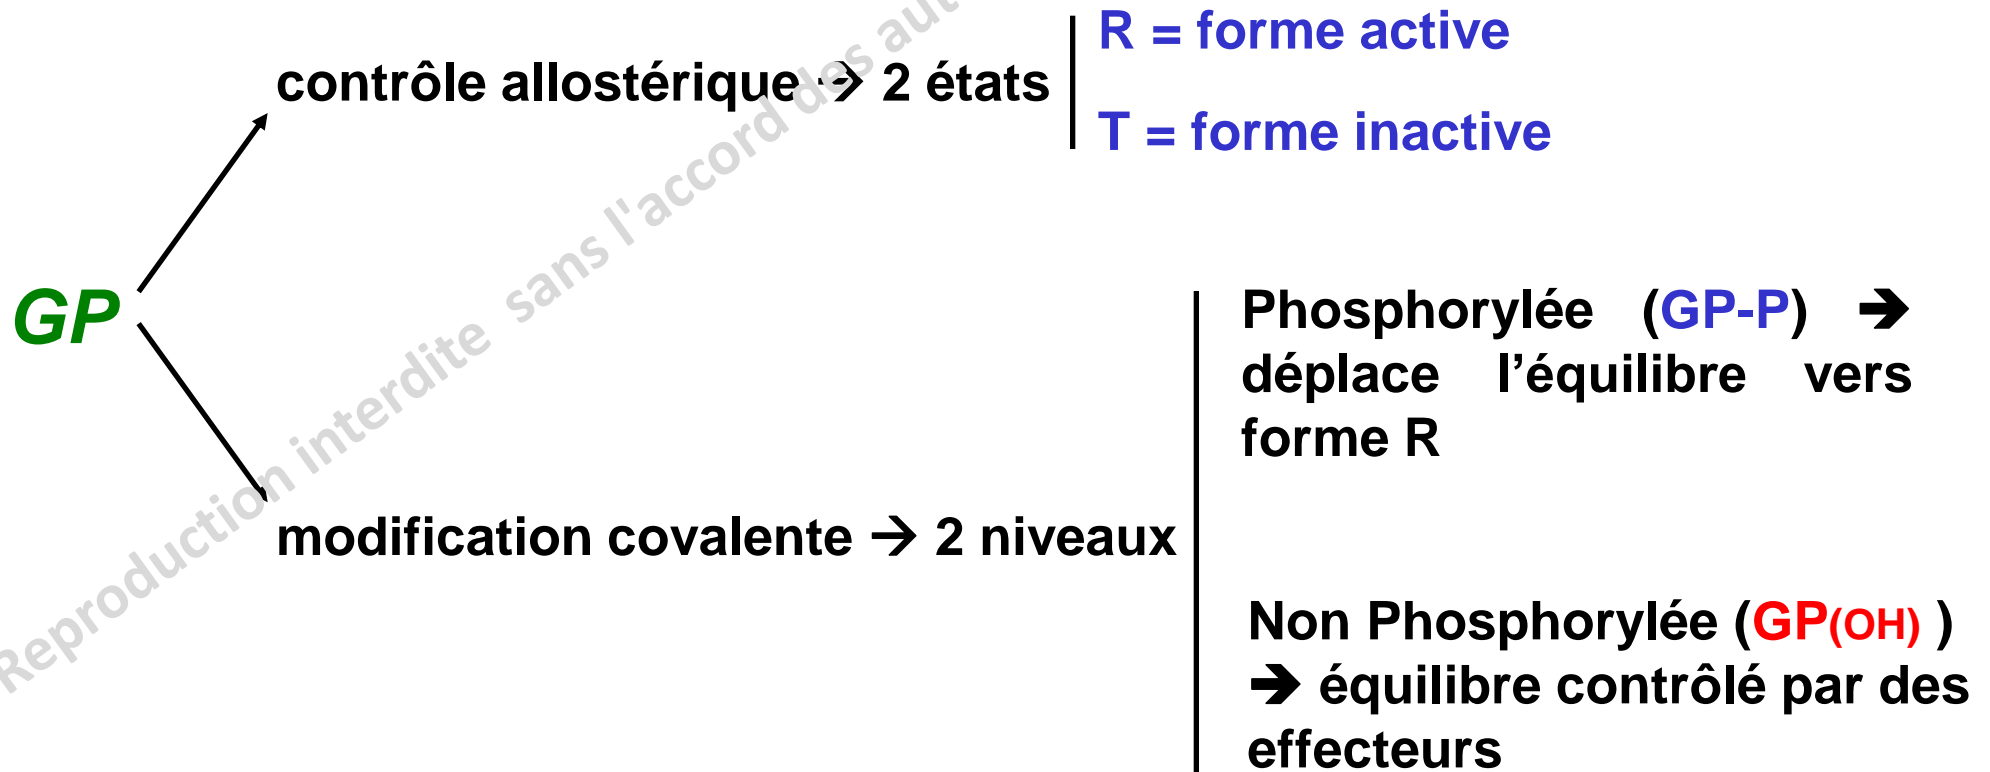 R = forme active
contrôle allostérique → 2 états
T = forme inactive
GP
Phosphorylée (GP-P) ➔
déplace l’équilibre vers
forme R
modification covalente → 2 niveaux
Non Phosphorylée (GP(OH) )
➔ équilibre contrôlé par des
effecteurs
Reproduction interdite sans l'accord des